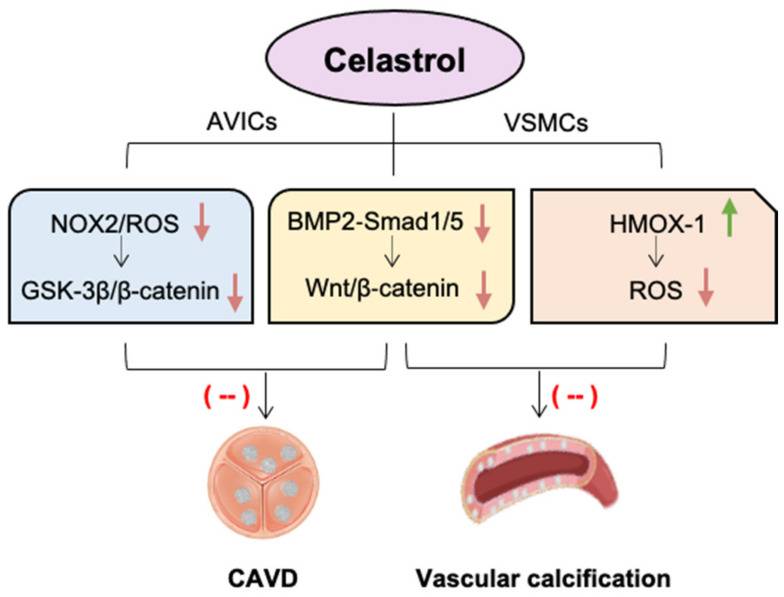 Celastrol
AVICs
VSMCs
NOX2/ROS
GSK-3β/β-catenin
BMP2-Smad1/5
Wnt/β-catenin
HMOX-1
ROS
( -- )
( -- )
CAVD
Vascular calcification